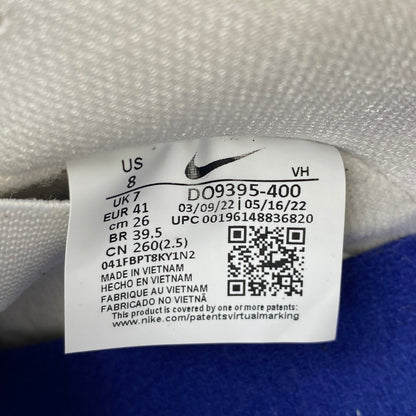 US
8
VH
UK 7
DO9395-400
EUR 41
03/09/22 | 05/16/22
cm 26
UPC 00196148836820
BR 39.5
CN 260(2.5)
041FBPT8KY1N2
MADE IN VIETNAM
HECHO EN VIETNAM
FABRIQUE AU VIETNAM
FABRICADO NO VIETNÃ
This product is covered by one or more patents. See
www.nike.com/patentsvirtualmarking